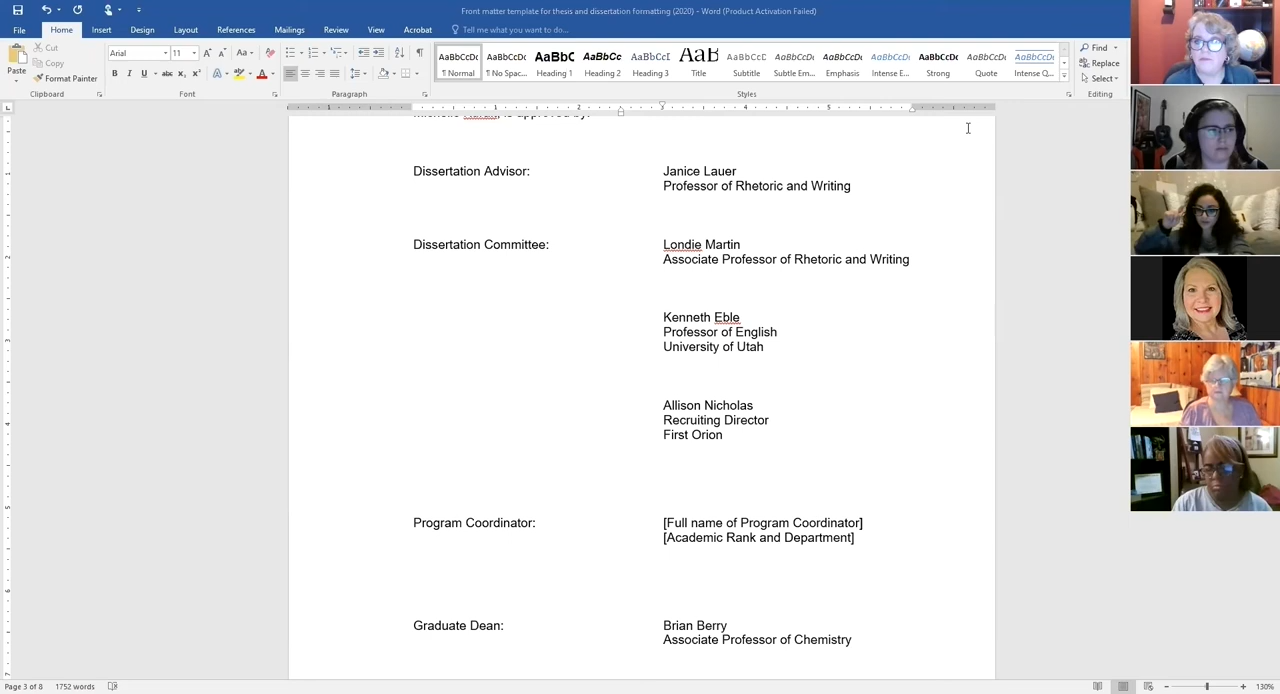 Front matter template for thesis and dissertation formatting (2020) - Word (Product Activation Failed)
File Home Insert Design Layout References Mailings Review View Acrobat Tell me what you want to do...
Paste
Cut
Copy
Format Painter
Clipboard
Arial 11
Font
Paragraph
AaBbCcDc AaBbCcDc AaBbC AaBbCc AaBbCcI AaB AaBbCcC AaBbCcDc AaBbCcDc AaBbCcDc AaBbCcDc AaBbCcDc AaBbCcDc
¶ Normal ¶ No Spac... Heading 1 Heading 2 Heading 3 Title Subtitle Subtle Em... Emphasis Intense E... Strong Quote Intense Q...
Styles
Find
Replace
Select
Editing
is approved by:
Dissertation Advisor: Janice Lauer
Professor of Rhetoric and Writing
Dissertation Committee: Londie Martin
Associate Professor of Rhetoric and Writing
Kenneth Eble
Professor of English
University of Utah
Allison Nicholas
Recruiting Director
First Orion
Program Coordinator: [Full name of Program Coordinator]
[Academic Rank and Department]
Graduate Dean: Brian Berry
Associate Professor of Chemistry
Page 3 of 8 1752 words 130%